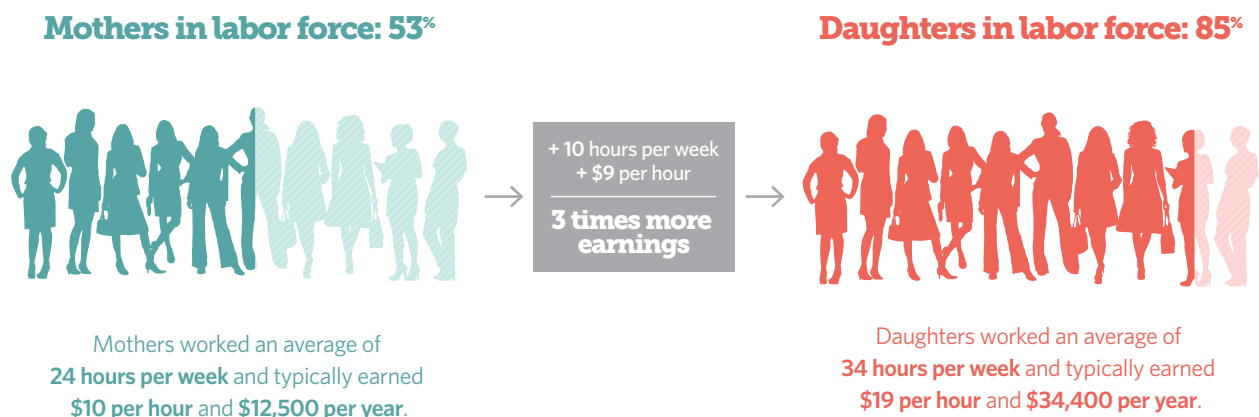 Mothers in labor force: 53%
Mothers worked an average of
24 hours per week and typically earned
$10 per hour and $12,500 per year.
+ 10 hours per week
+ $9 per hour
3 times more
earnings
Daughters in labor force: 85%
Daughters worked an average of
34 hours per week and typically earned
$19 per hour and $34,400 per year.